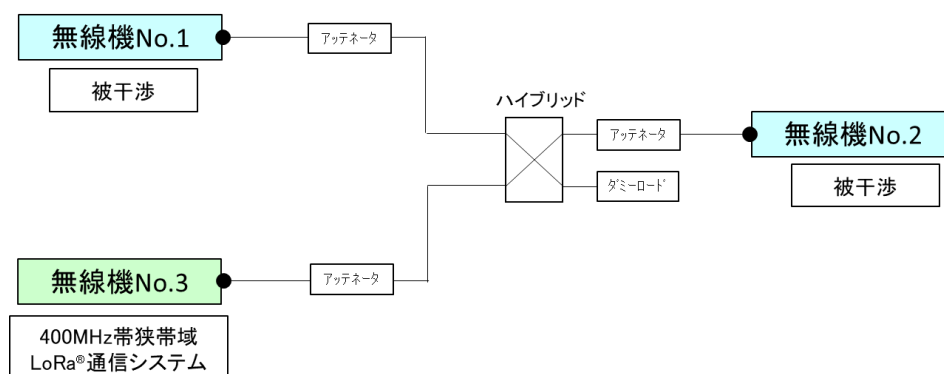 無線機No.1
アッテネータ
被干渉
ハイブリッド
アッテネータ
無線機No.2
ダミーロード
被干渉
無線機No.3
アッテネータ
400MHz帯狭帯域
LoRa®通信システム